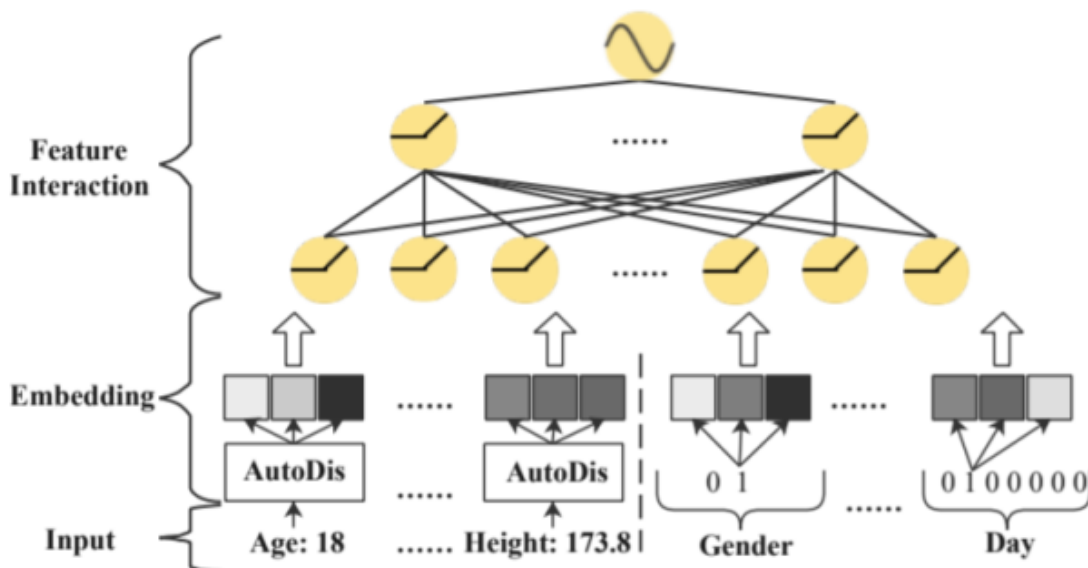 ......
Feature
Interaction
......
Embedding
......
......
AutoDis
AutoDis
0 1
0 1 0 0 0 0 0
......
......
Input
Age: 18
......
Height: 173.8
Gender
Day